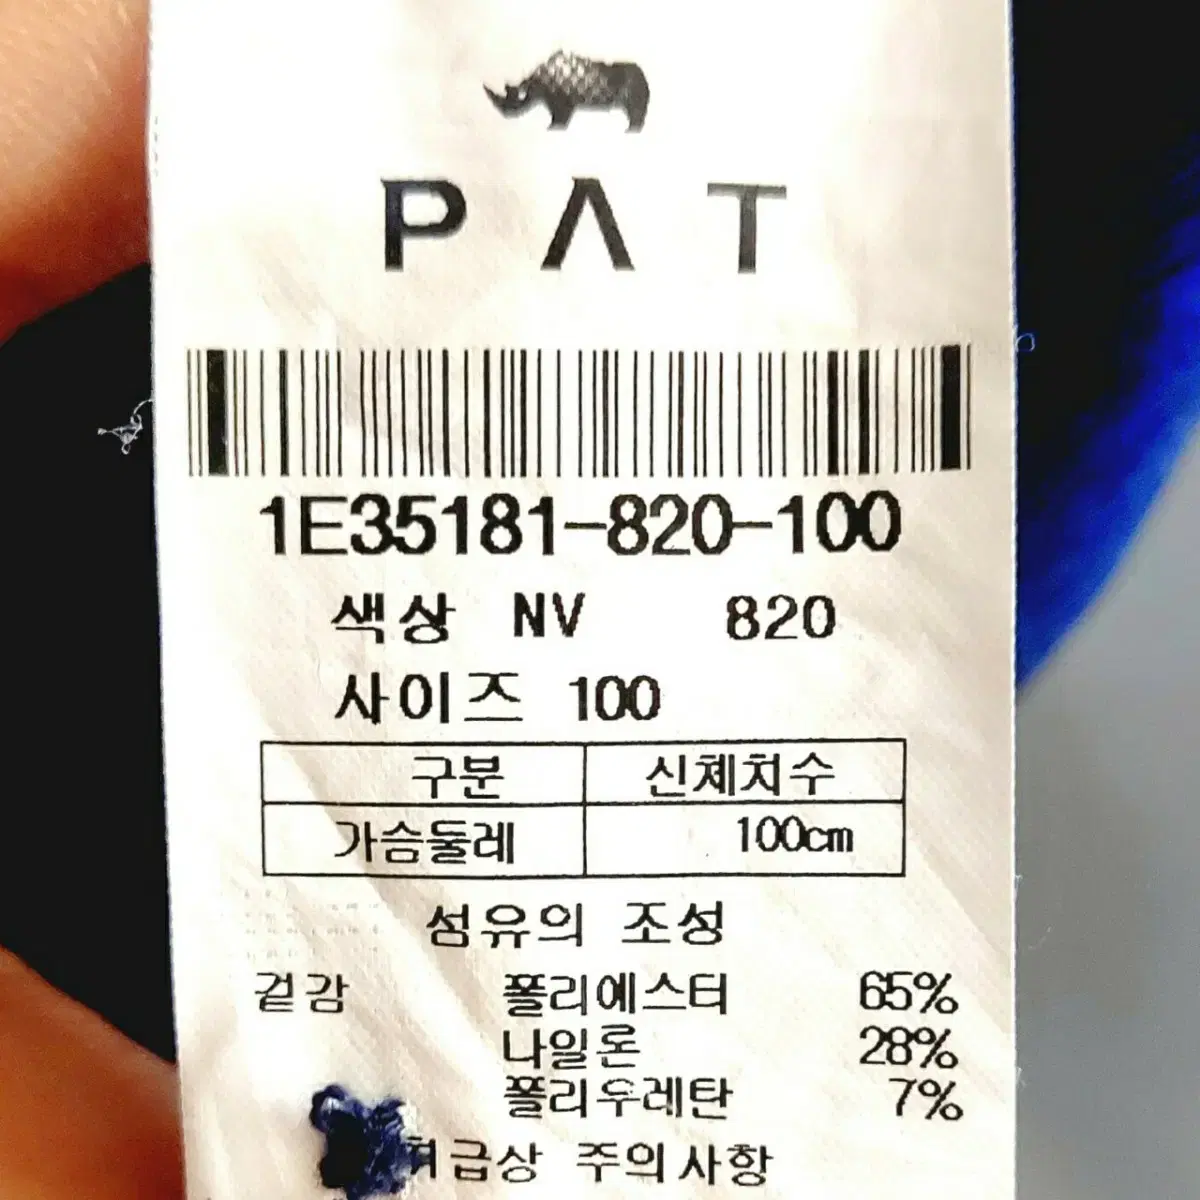 PΛT
1E35181-820-100
색상 NV 820
사이즈 100
구분 신체치수
가슴둘레 100cm
섬유의 조성
겉감 폴리에스터 65%
나일론 28%
폴리우레탄 7%
취급상 주의사항